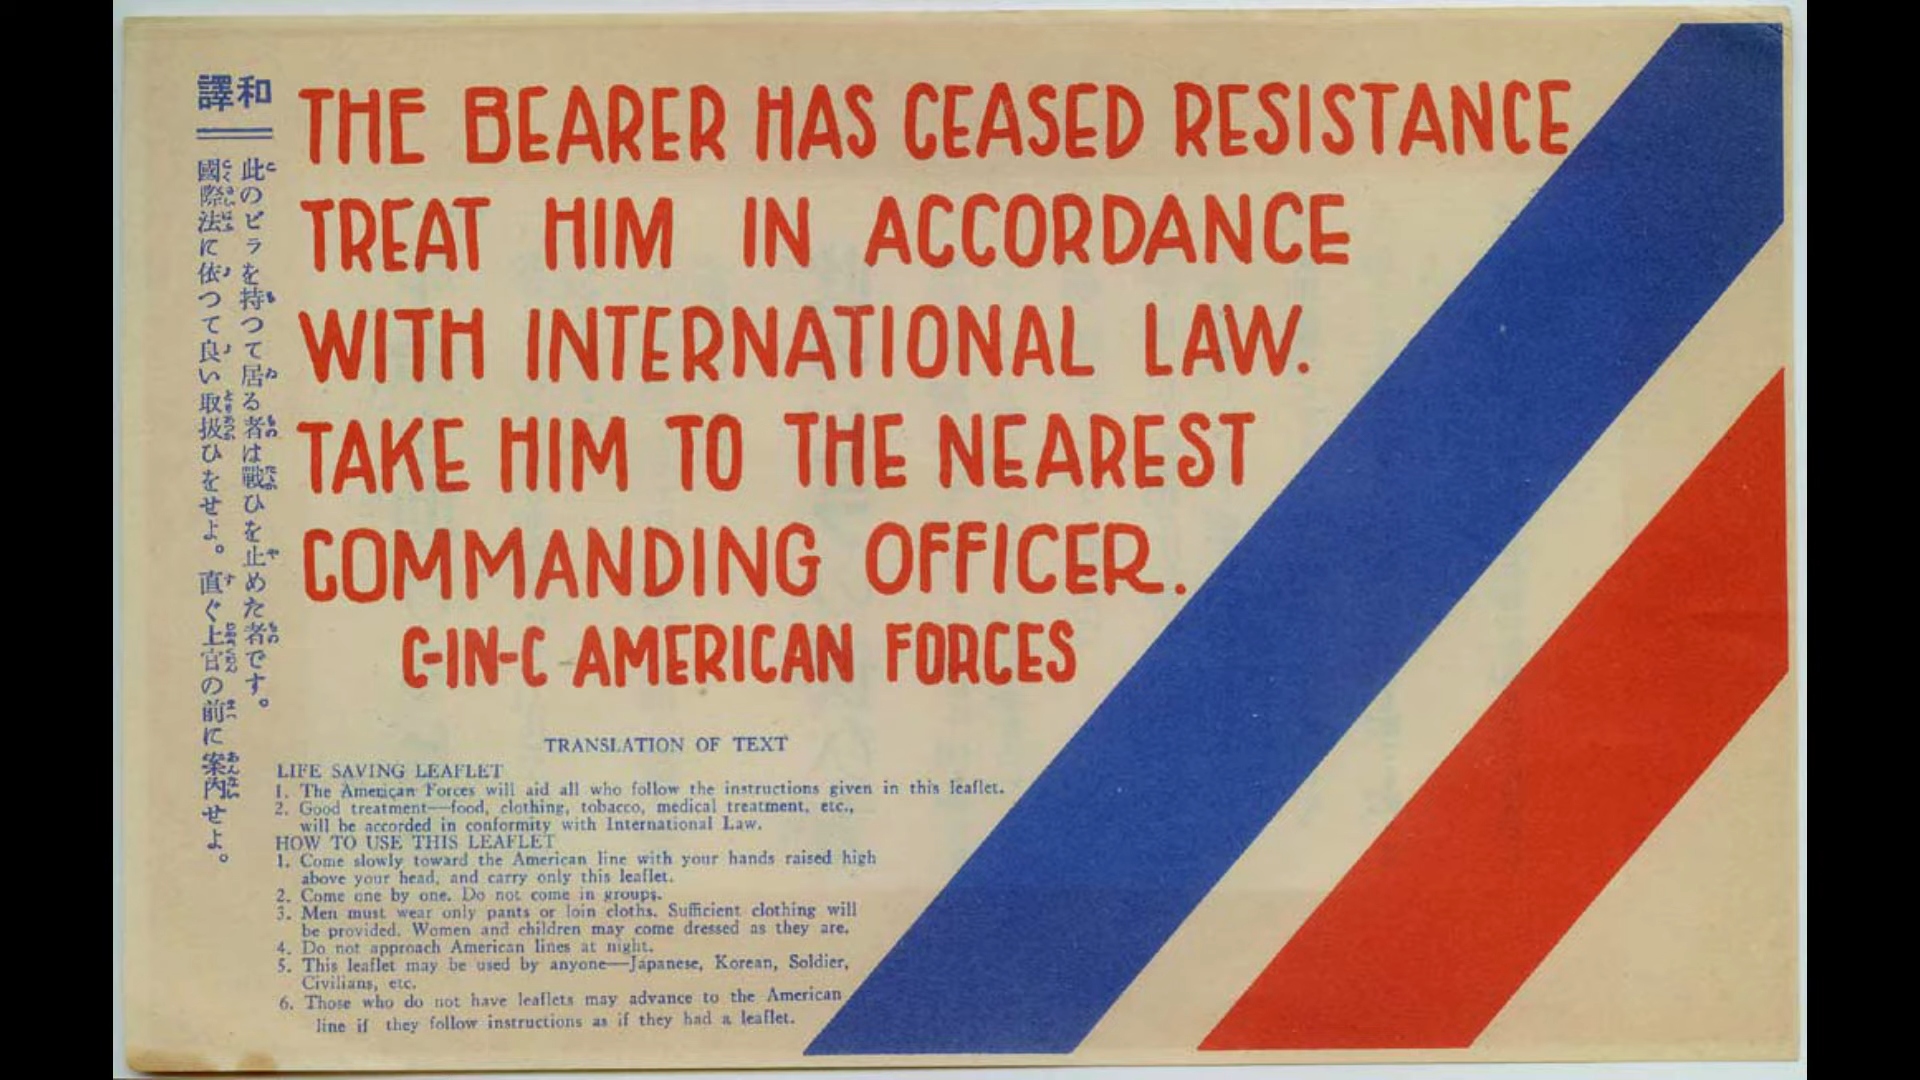 和譯
此のビラを持つて居る者は戰ひを止めた者です。
國際法に依つて良い取扱ひをせよ。直ぐ上官の前に案内せよ。
THE BEARER HAS CEASED RESISTANCE
TREAT HIM IN ACCORDANCE
WITH INTERNATIONAL LAW.
TAKE HIM TO THE NEAREST
COMMANDING OFFICER.
C-IN-C AMERICAN FORCES
TRANSLATION OF TEXT
LIFE SAVING LEAFLET
1. The American Forces will aid all who follow the instructions given in this leaflet.
2. Good treatment—food, clothing, tobacco, medical treatment, etc.,
will be accorded in conformity with International Law.
HOW TO USE THIS LEAFLET
1. Come slowly toward the American line with your hands raised high
above your head, and carry only this leaflet.
2. Come one by one. Do not come in groups.
3. Men must wear only pants or loin cloths. Sufficient clothing will
be provided. Women and children may come dressed as they are.
4. Do not approach American lines at night.
5. This leaflet may be used by anyone—Japanese, Korean, Soldier,
Civilians, etc.
6. Those who do not have leaflets may advance to the American
line if they follow instructions as if they had a leaflet.